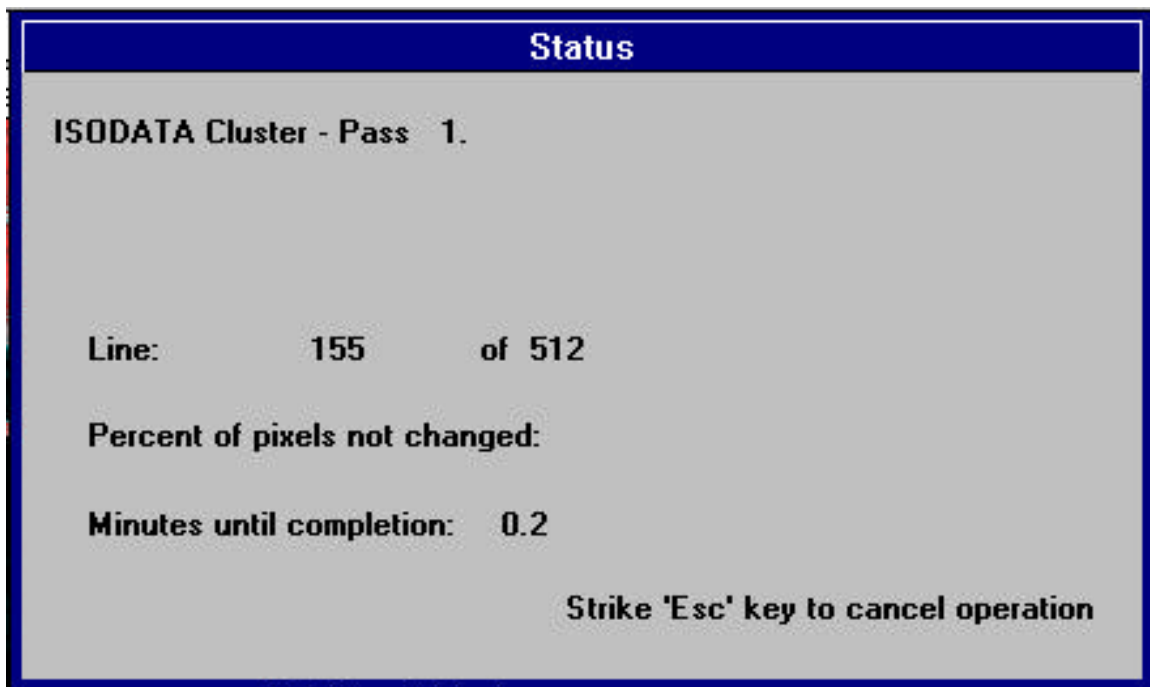 Status
ISODATA Cluster - Pass 1.
Line: 155 of 512
Percent of pixels not changed:
Minutes until completion: 0.2
Strike 'Esc' key to cancel operation